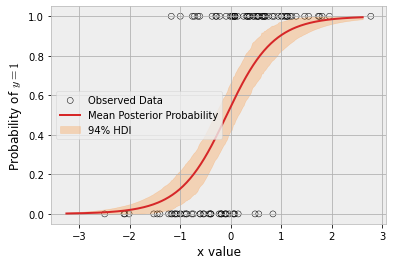 1.0
0.8
0.6
0.4
0.2
0.0
Probability of y = 1
Observed Data
Mean Posterior Probability
94% HDI
−3
−2
−1
0
1
2
3
x value